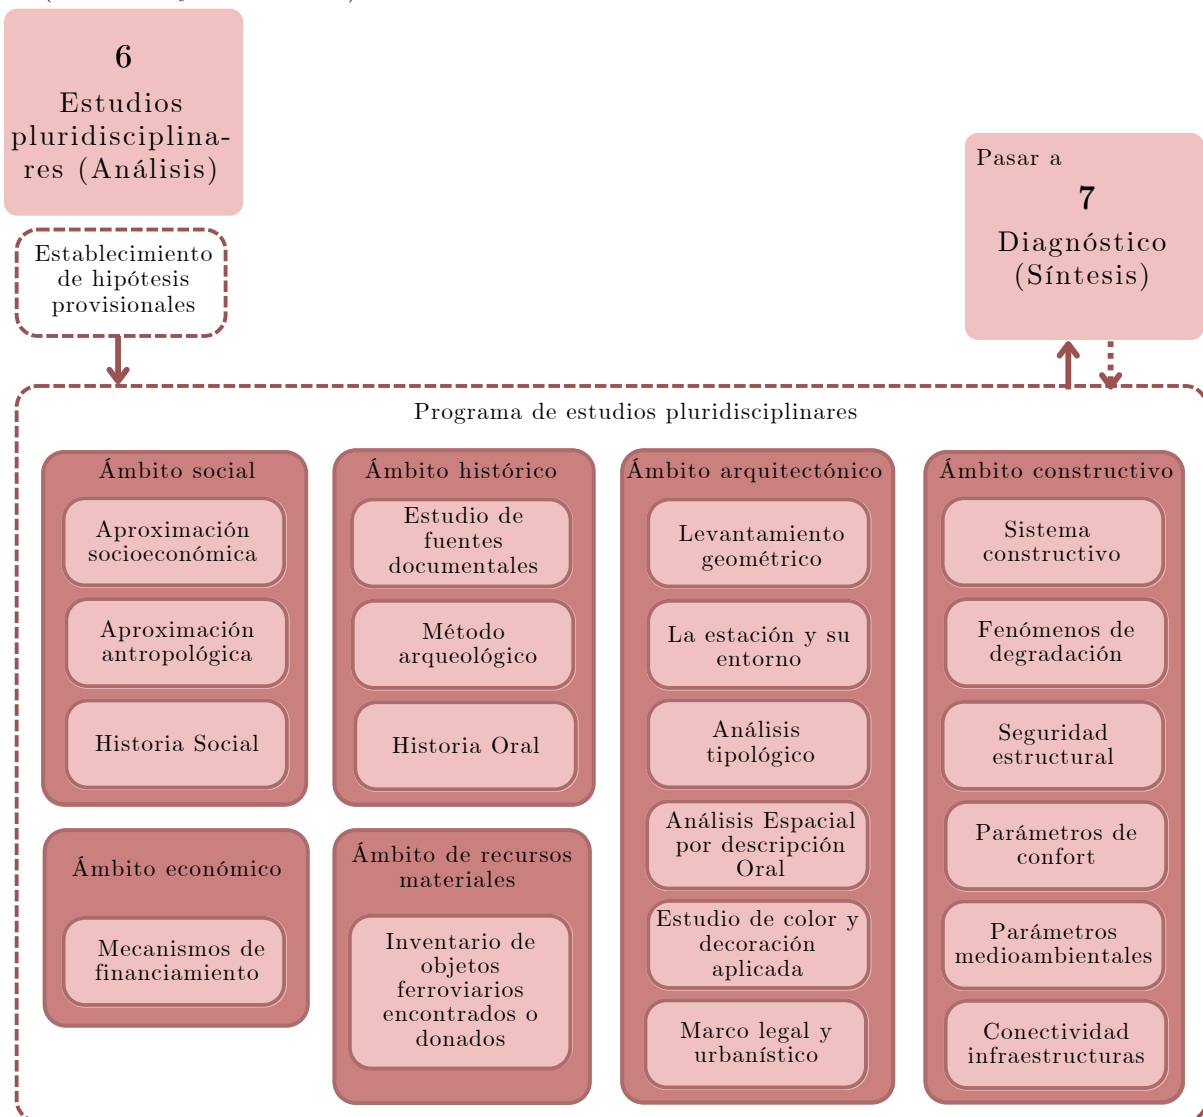 6
Estudios
pluridisciplina-
res (Análisis)
Pasar a
7
Diagnóstico
(Síntesis)
Establecimiento
de hipótesis
provisionales
Programa de estudios pluridisciplinares
Ámbito social
Aproximación
socioeconómica
Aproximación
antropológica
Historia Social
Ámbito histórico
Estudio de
fuentes
documentales
Método
arqueológico
Historia Oral
Ámbito arquitectónico
Levantamiento
geométrico
La estación y su
entorno
Análisis
tipológico
Análisis Espacial
por descripción
Oral
Estudio de color y
decoración
aplicada
Marco legal y
urbanístico
Ámbito constructivo
Sistema
constructivo
Fenómenos de
degradación
Seguridad
estructural
Parámetros de
confort
Parámetros
medioambientales
Conectividad
infraestructuras
Ámbito económico
Mecanismos de
financiamiento
Ámbito de recursos
materiales
Inventario de
objetos
ferroviarios
encontrados o
donados